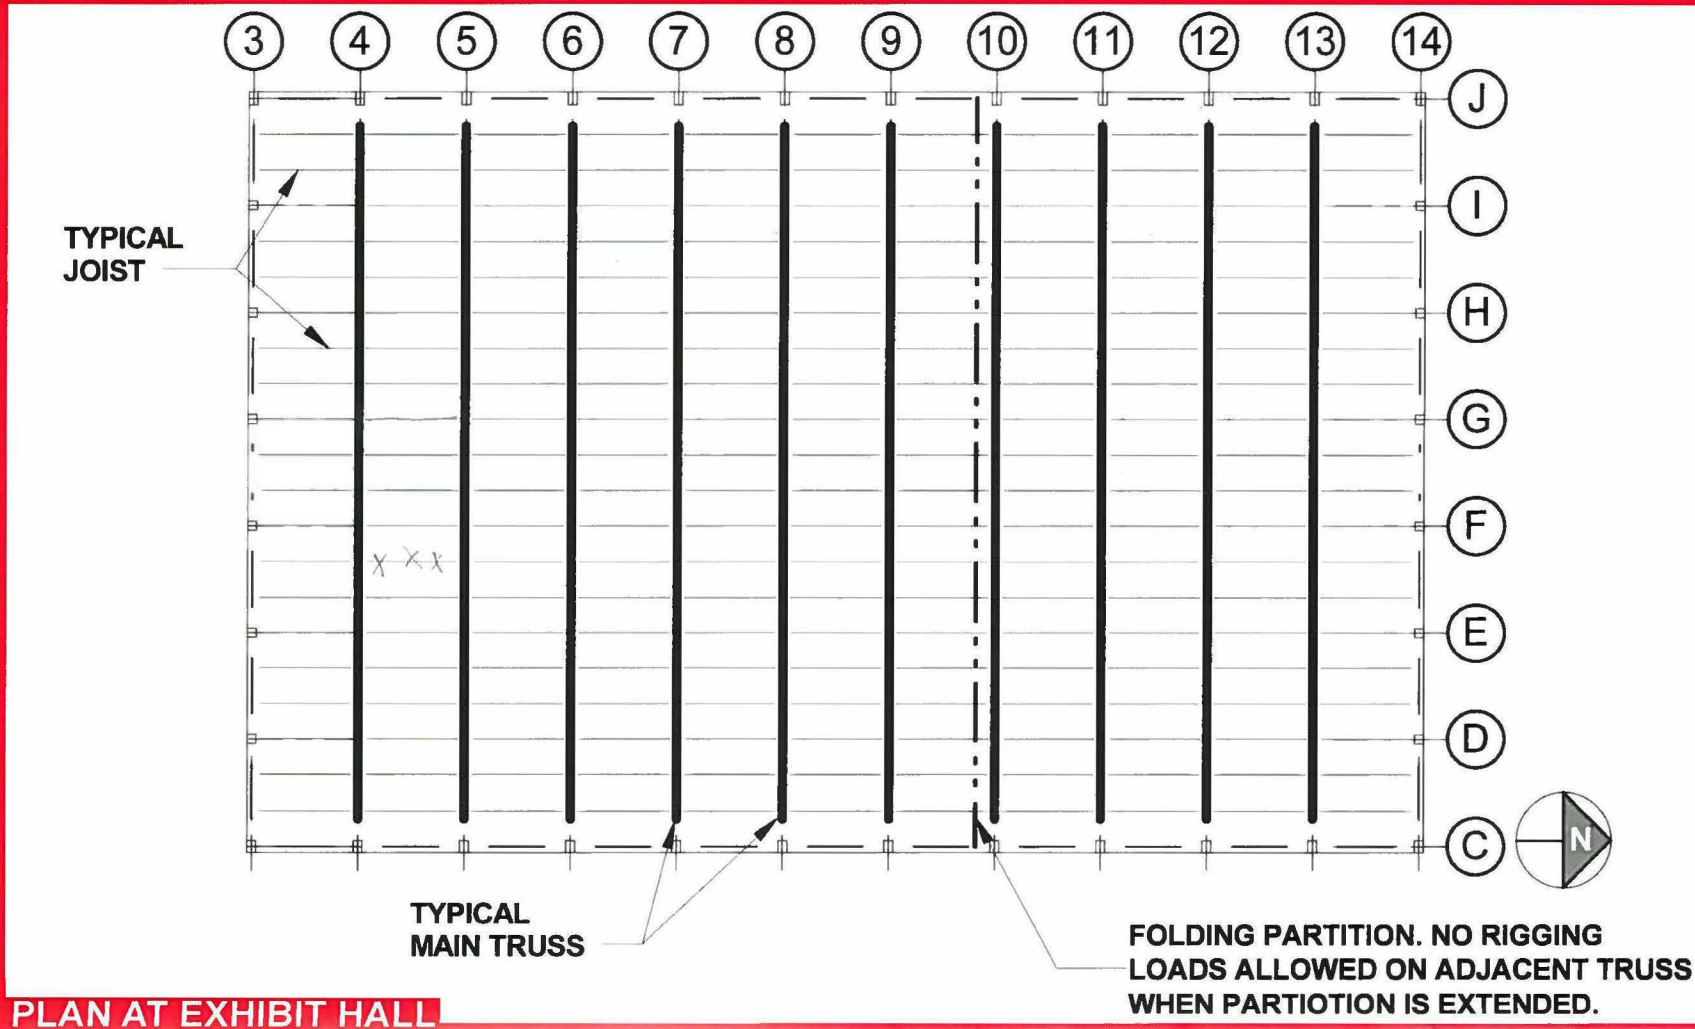 3 4 5 6 7 8 9 10 11 12 13 14
J
I
TYPICAL
JOIST
H
G
F
X X X
E
D
C
N
TYPICAL
MAIN TRUSS
FOLDING PARTITION. NO RIGGING
LOADS ALLOWED ON ADJACENT TRUSS
WHEN PARTIOTION IS EXTENDED.
PLAN AT EXHIBIT HALL